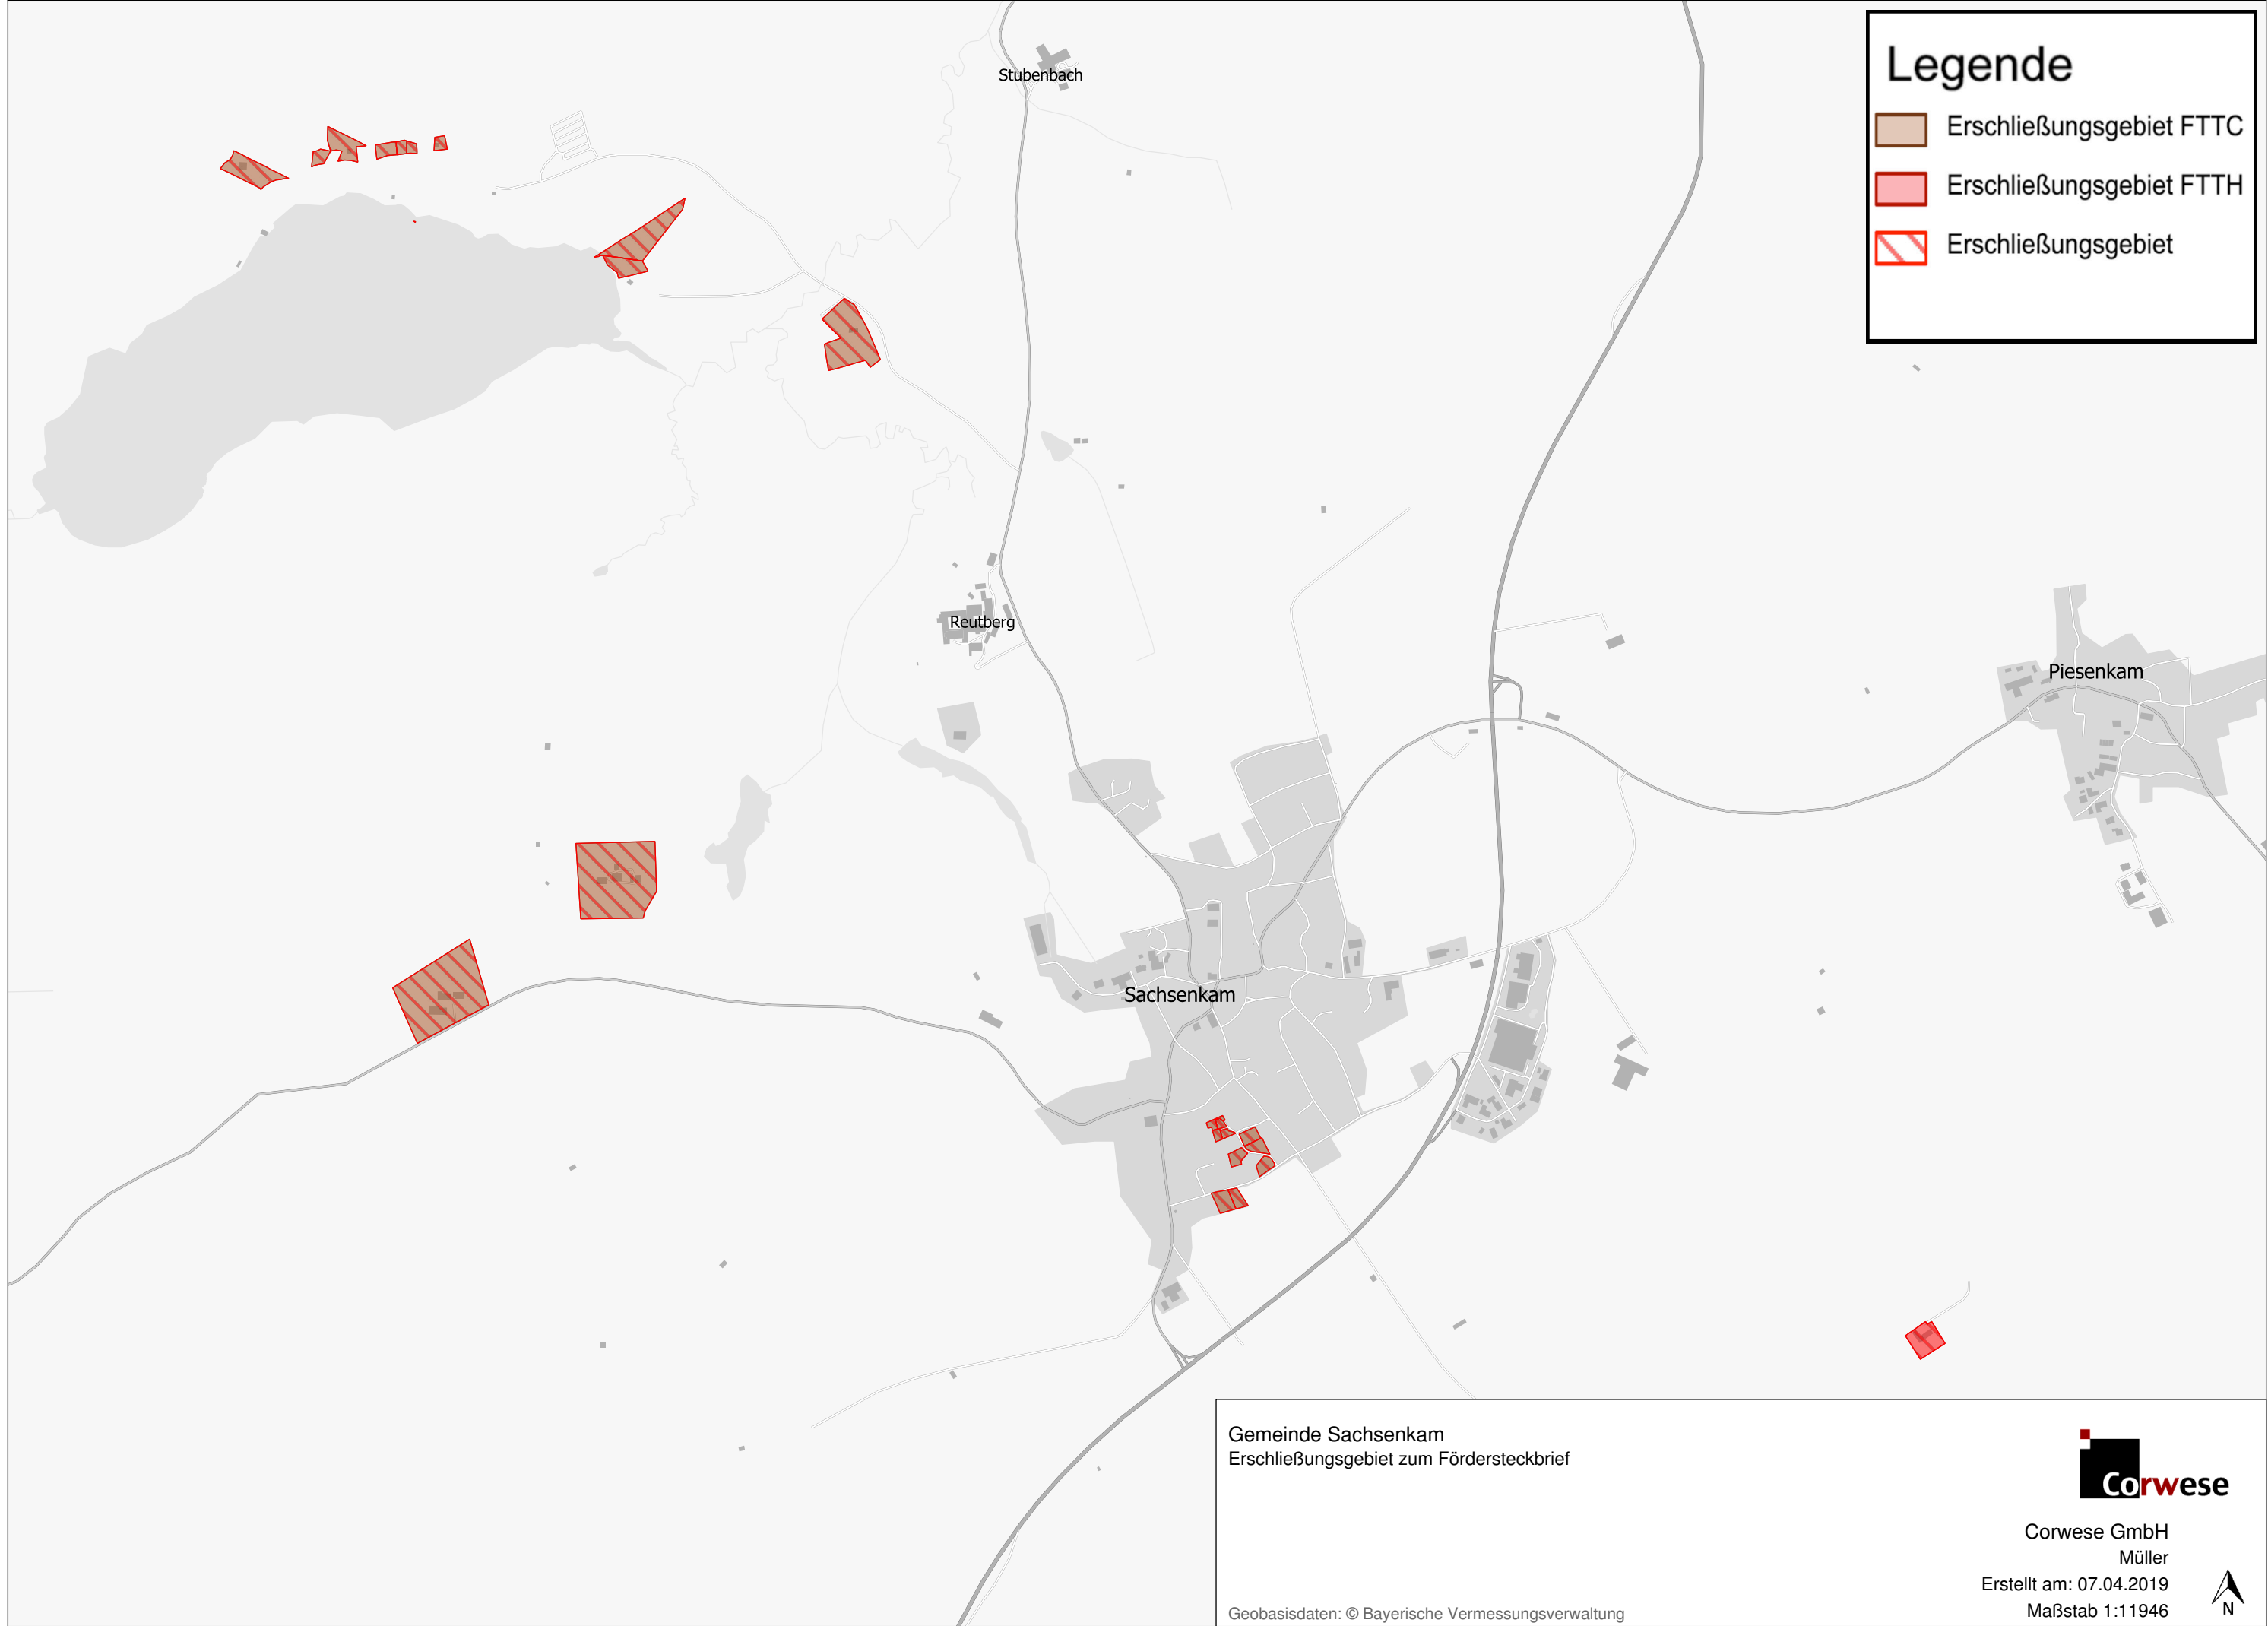 Stubenbach
Legende
Erschließungsgebiet FTTC
Erschließungsgebiet FTTH
Erschließungsgebiet
Reutberg
Piesenkam
Sachsenkam
Gemeinde Sachsenkam
Erschließungsgebiet zum Fördersteckbrief
Corwese
Corwese GmbH
Müller
Erstellt am: 07.04.2019
Maßstab 1:11946
N
Geobasisdaten: © Bayerische Vermessungsverwaltung